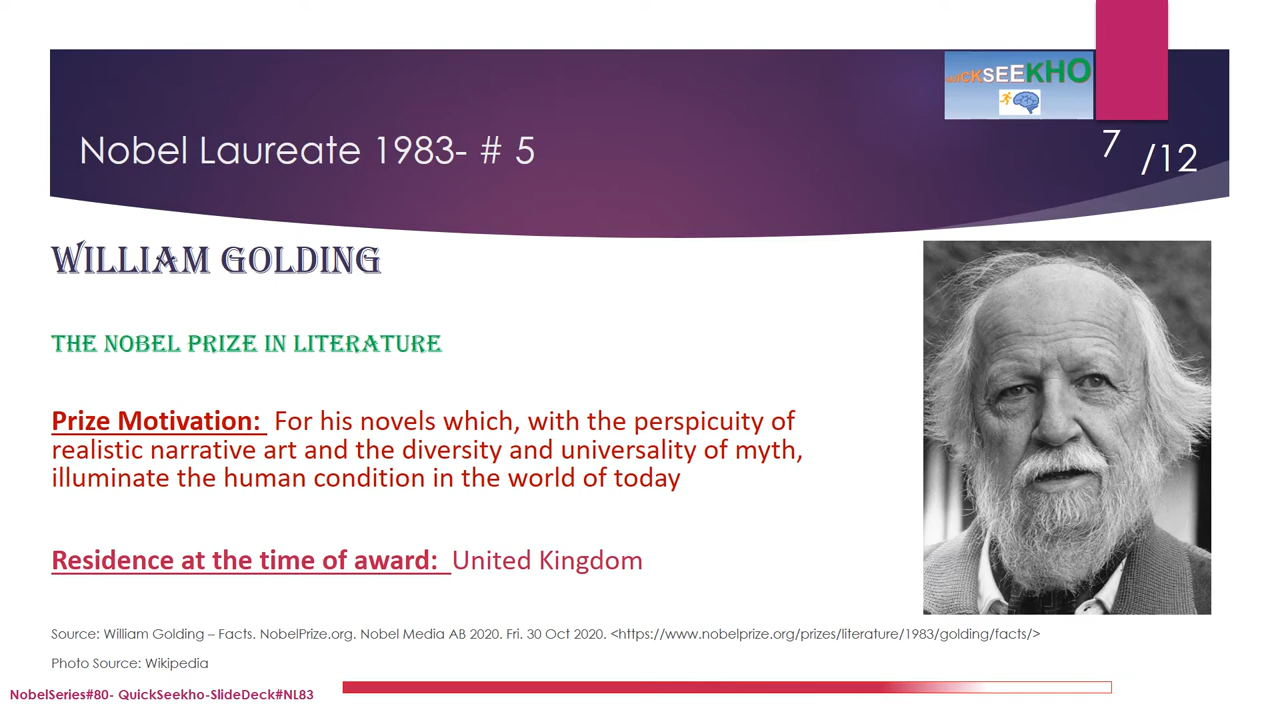 QUICKSEEKHO
Nobel Laureate 1983- # 5
7 /12
WILLIAM GOLDING
THE NOBEL PRIZE IN LITERATURE
Prize Motivation: For his novels which, with the perspicuity of
realistic narrative art and the diversity and universality of myth,
illuminate the human condition in the world of today
Residence at the time of award: United Kingdom
Source: William Golding – Facts. NobelPrize.org. Nobel Media AB 2020. Fri. 30 Oct 2020. <https://www.nobelprize.org/prizes/literature/1983/golding/facts/>
Photo Source: Wikipedia
NobelSeries#80- QuickSeekho-SlideDeck#NL83